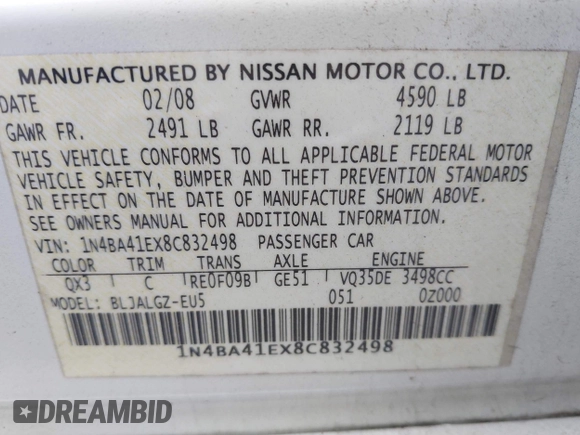 MANUFACTURED BY NISSAN MOTOR CO., LTD.
DATE 02/08 GVWR 4590 LB
GAWR FR. 2491 LB GAWR RR. 2119 LB
THIS VEHICLE CONFORMS TO ALL APPLICABLE FEDERAL MOTOR
VEHICLE SAFETY, BUMPER AND THEFT PREVENTION STANDARDS
IN EFFECT ON THE DATE OF MANUFACTURE SHOWN ABOVE.
SEE OWNERS MANUAL FOR ADDITIONAL INFORMATION.
VIN: 1N4BA41EX8C832498 PASSENGER CAR
COLOR TRIM TRANS AXLE ENGINE
QX3 C RE0F09B GE51 VQ35DE 3498CC
MODEL: BLJALGZ-EU5 051 0Z000
1N4BA41EX8C832498
DREAMBID